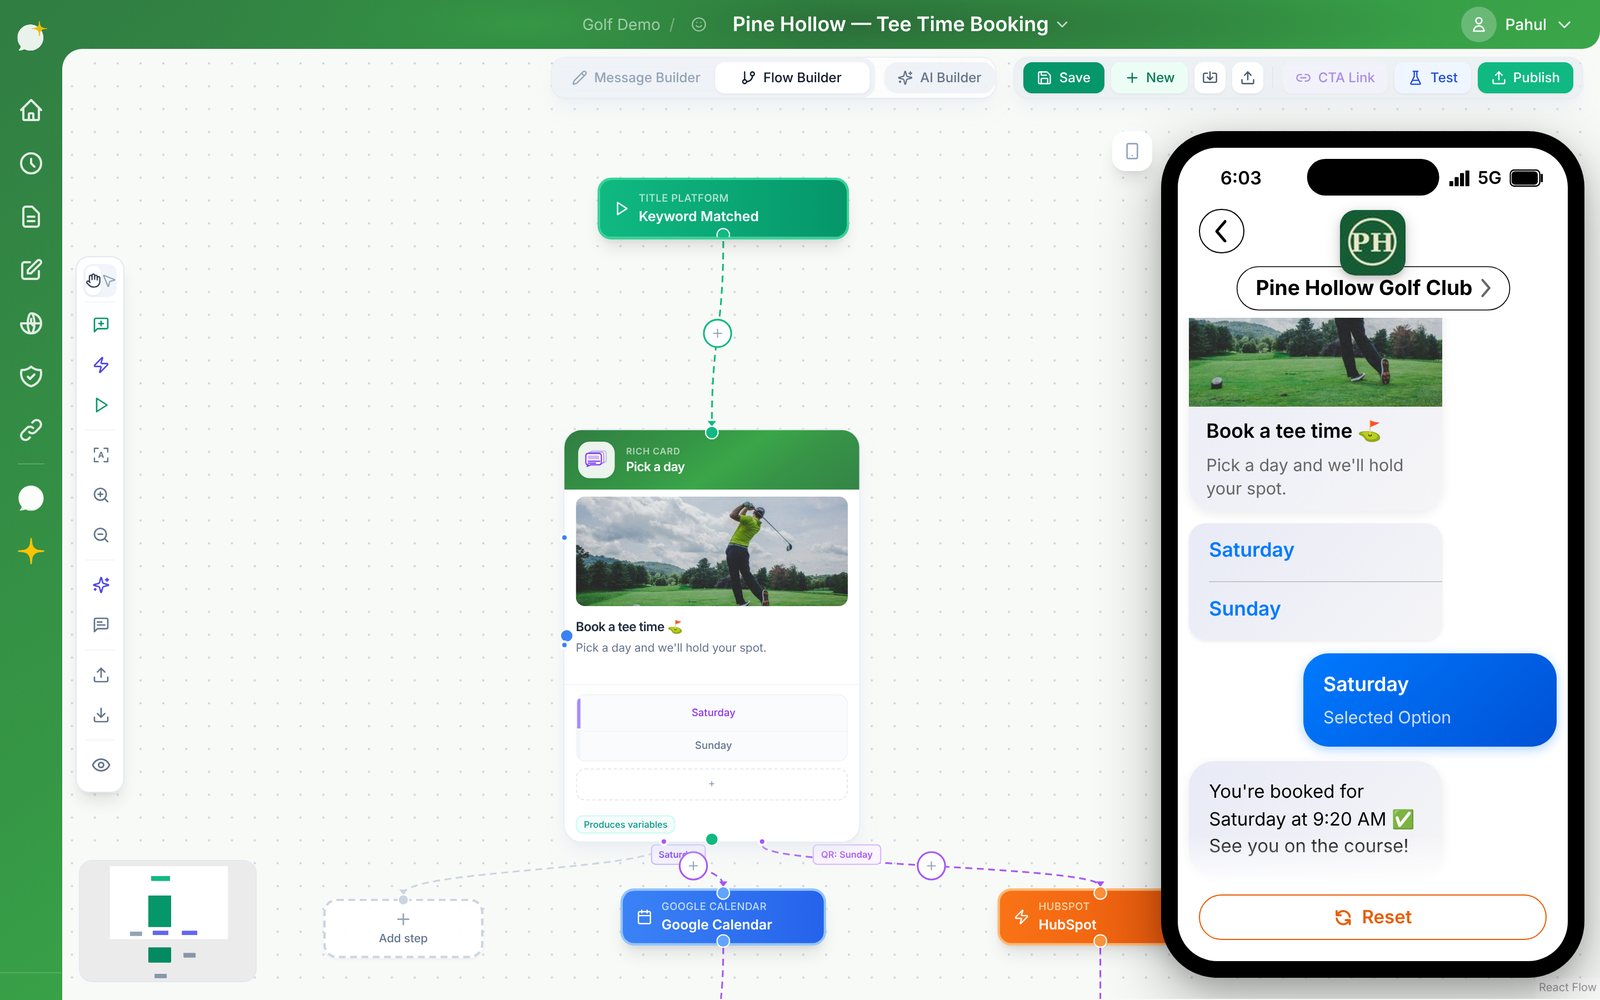 Golf Demo /
Pine Hollow — Tee Time Booking
Pahul
Message Builder
Flow Builder
AI Builder
Save
New
CTA Link
Test
Publish
TITLE PLATFORM
Keyword Matched
RICH CARD
Pick a day
Book a tee time ⛳
Pick a day and we'll hold your spot.
Saturday
Sunday
+
Produces variables
QR: Sunday
+
Add step
GOOGLE CALENDAR
Google Calendar
HUBSPOT
HubSpot
6:03
5G
PH
Pine Hollow Golf Club
Book a tee time ⛳
Pick a day and we'll hold
your spot.
Saturday
Sunday
Saturday
Selected Option
You're booked for
Saturday at 9:20 AM ✅
See you on the course!
Reset
React Flow